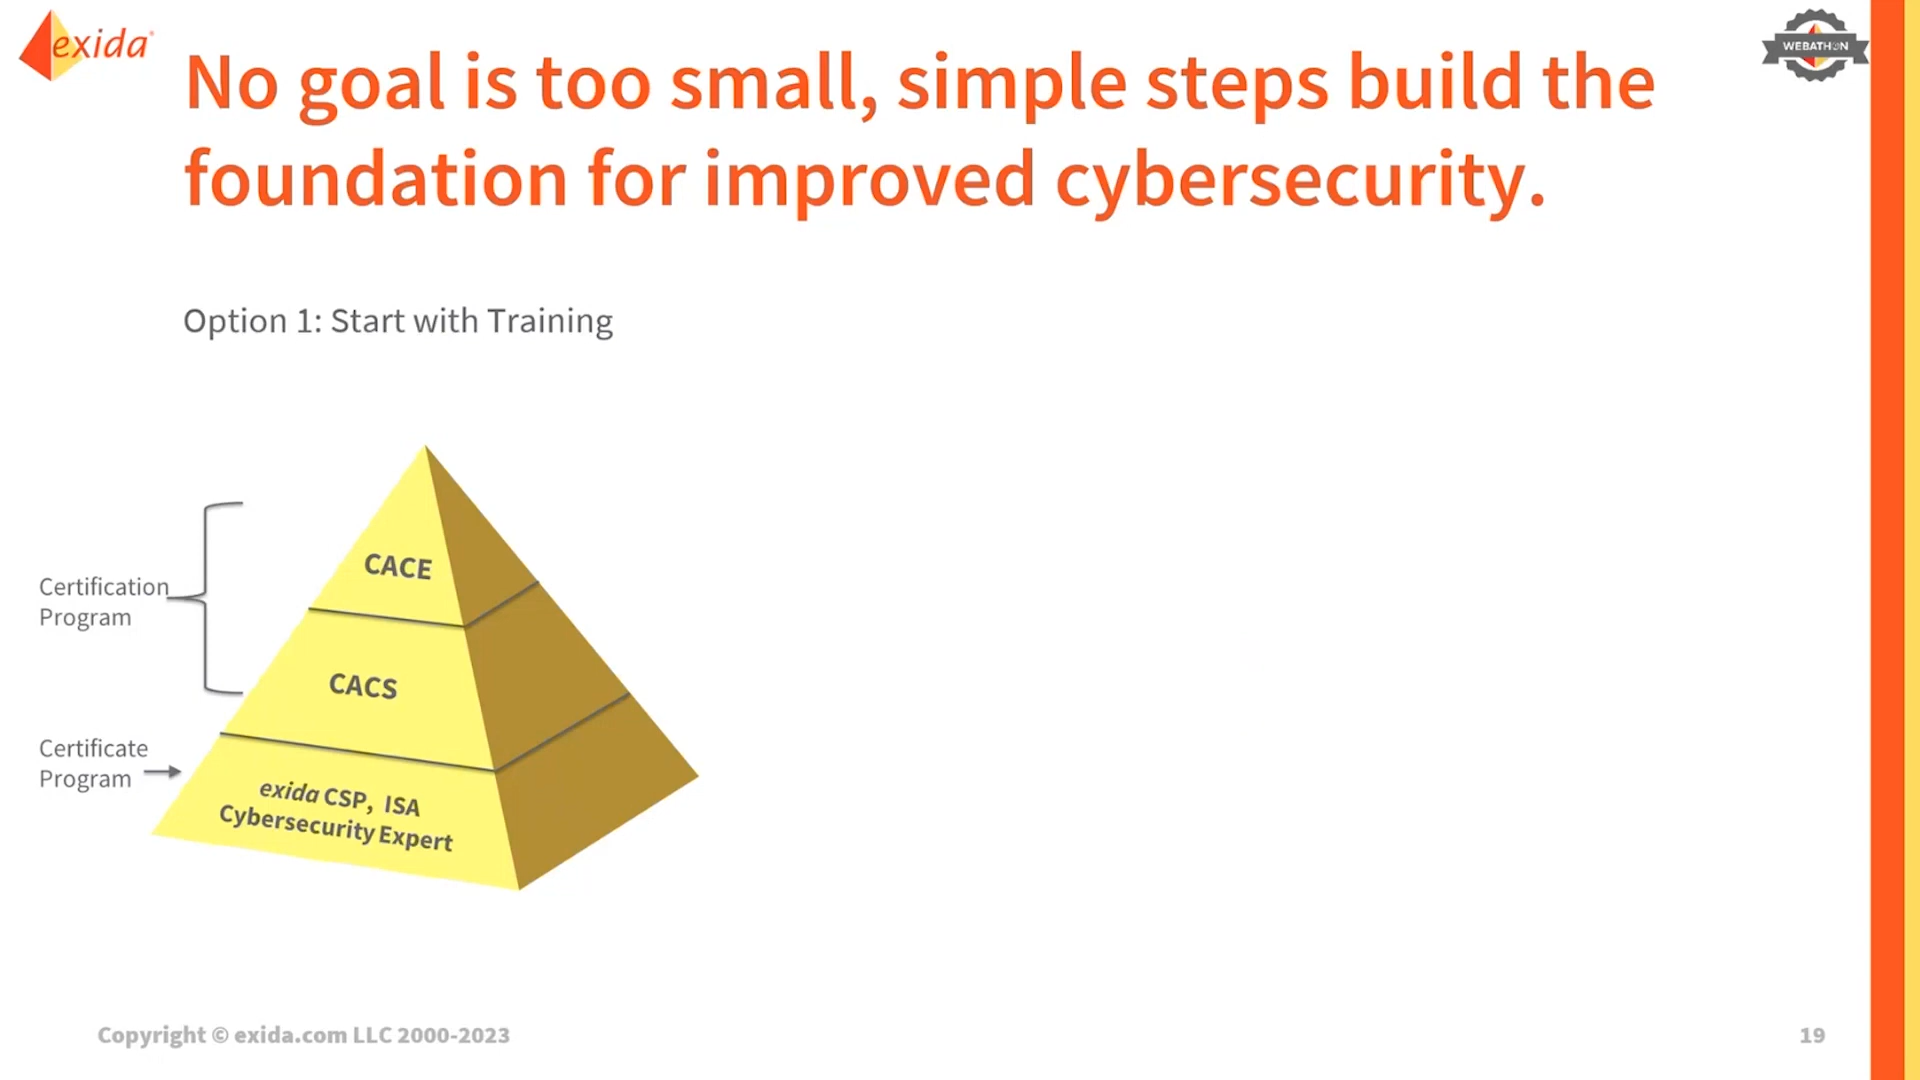 exida
WEBATHON
No goal is too small, simple steps build the
foundation for improved cybersecurity.
Option 1: Start with Training
CACE
Certification
Program
CACS
Certificate
Program
exida CSP, ISA
Cybersecurity Expert
Copyright © exida.com LLC 2000-2023
19